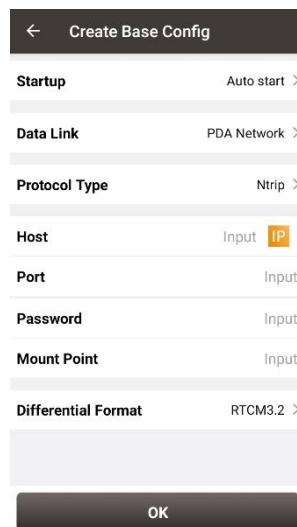 Create Base Config
Startup Auto start
Data Link PDA Network
Protocol Type Ntrip
Host Input IP
Port Input
Password Input
Mount Point Input
Differential Format RTCM3.2
OK